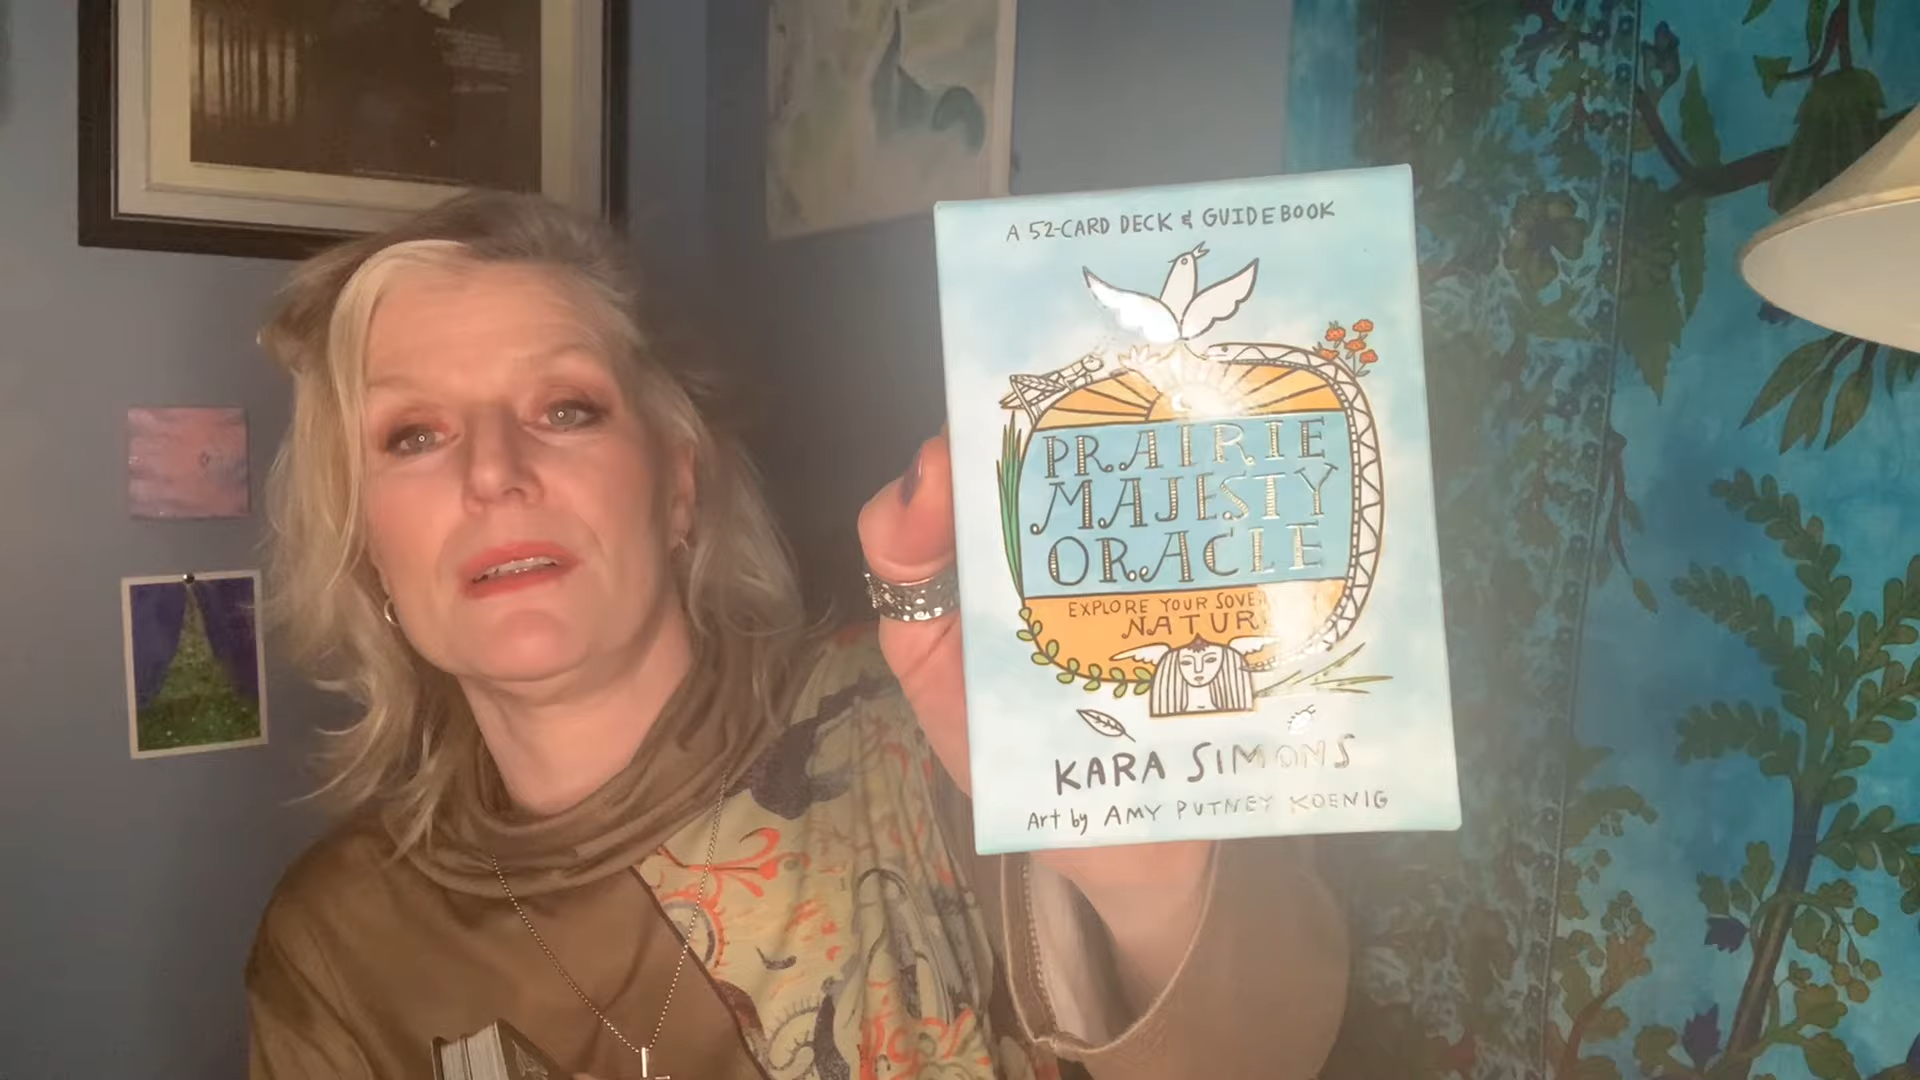 A 52-CARD DECK & GUIDEBOOK
PRAIRIE
MAJESTY
ORACLE
EXPLORE YOUR
NATUR
KARA SIMONS
Art by AMY PUTNEY KOENIG